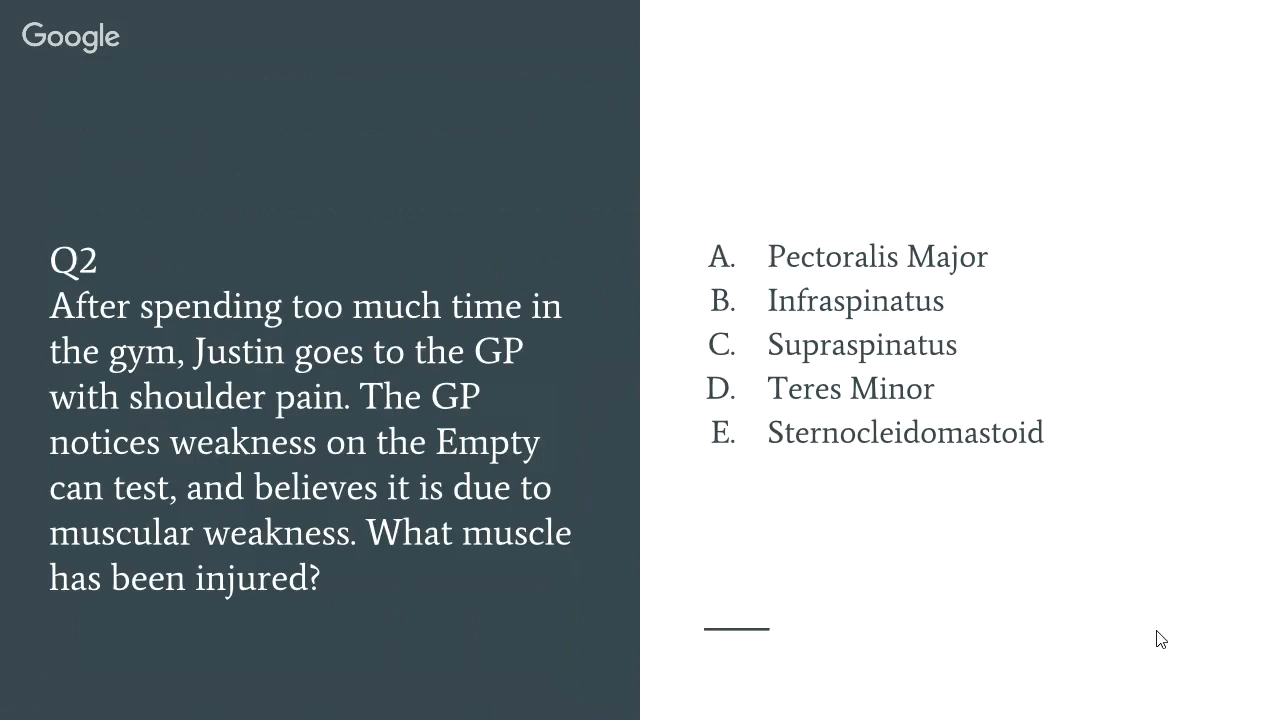 Google
Q2
After spending too much time in
the gym, Justin goes to the GP
with shoulder pain. The GP
notices weakness on the Empty
can test, and believes it is due to
muscular weakness. What muscle
has been injured?
A. Pectoralis Major
B. Infraspinatus
C. Supraspinatus
D. Teres Minor
E. Sternocleidomastoid